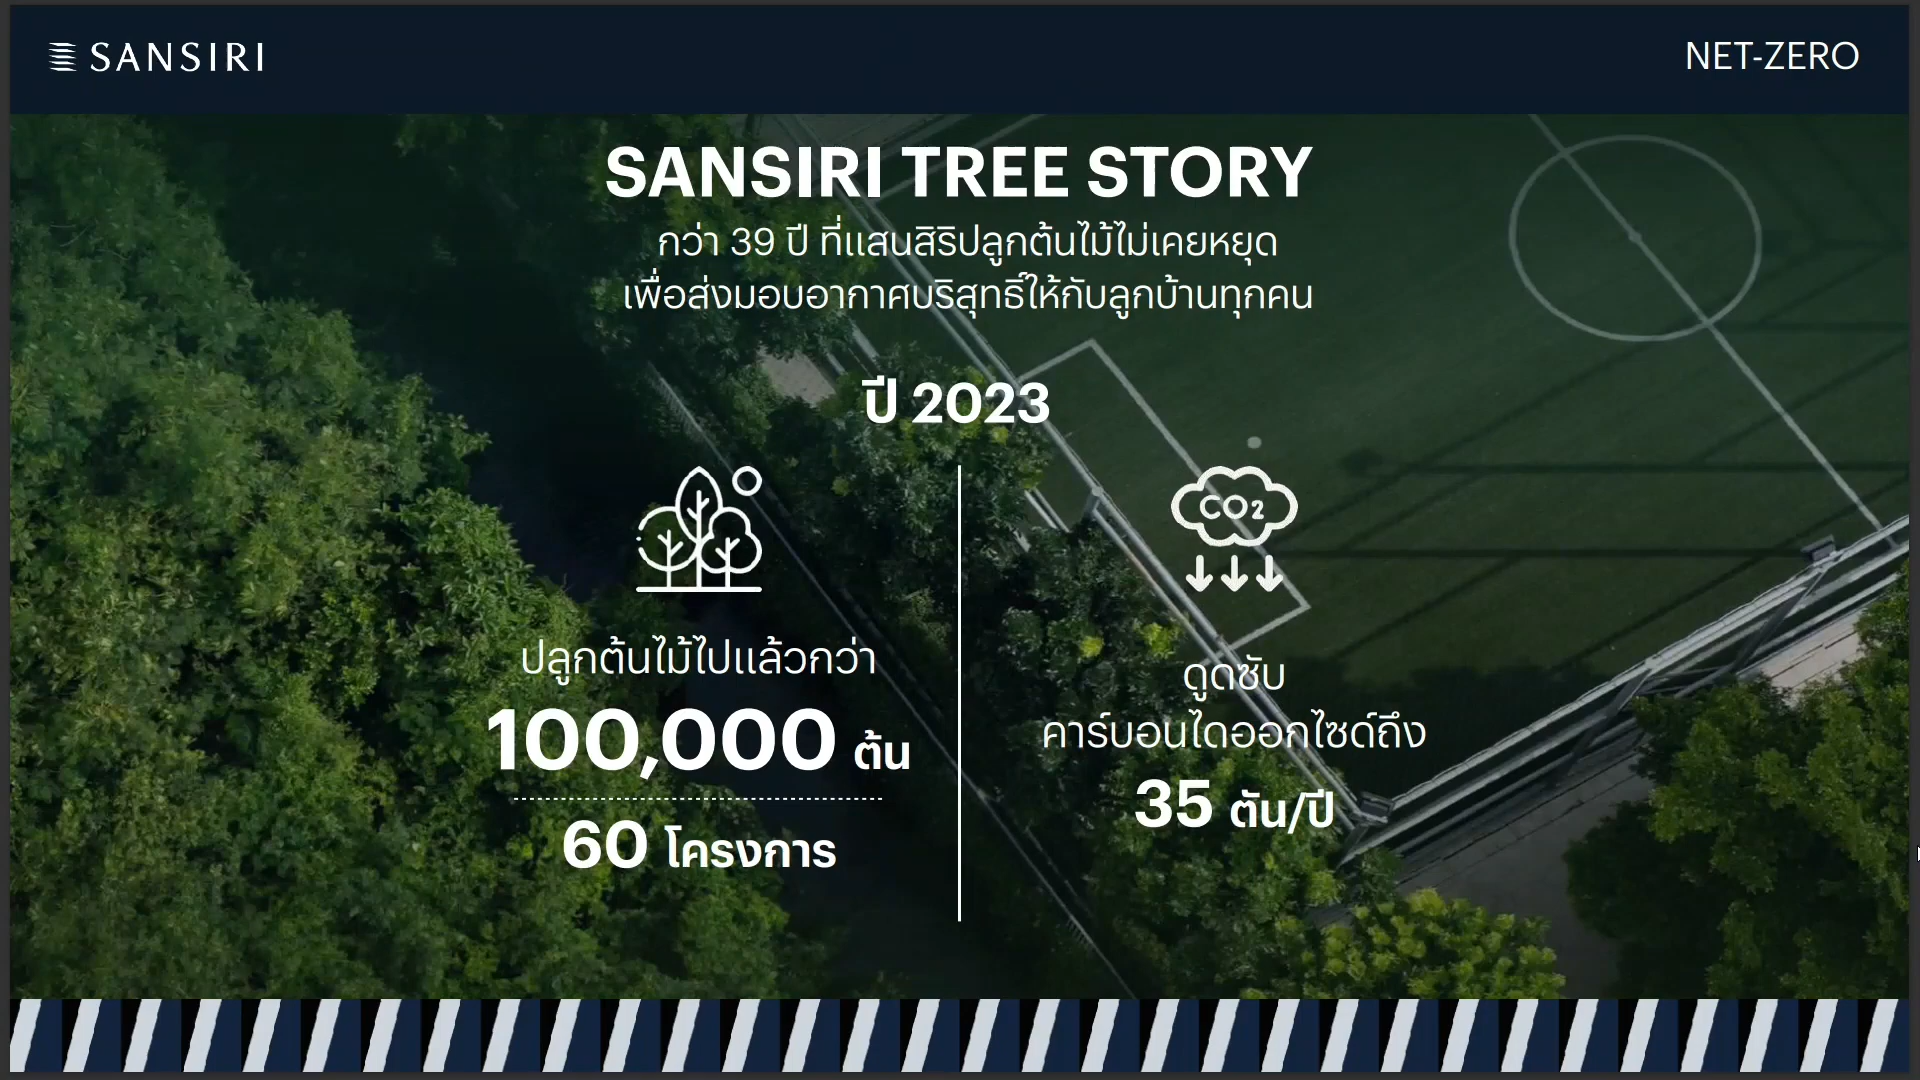 SANSIRI
NET-ZERO
SANSIRI TREE STORY
กว่า 39 ปี ที่แสนสิริปลูกต้นไม้ไม่เคยหยุด
เพื่อส่งมอบอากาศบริสุทธิ์ให้กับลูกบ้านทุกคน
ปี 2023
ปลูกต้นไม้ไปแล้วกว่า
100,000 ต้น
60 โครงการ
CO2
ดูดซับ
คาร์บอนไดออกไซด์ถึง
35 ตัน/ปี